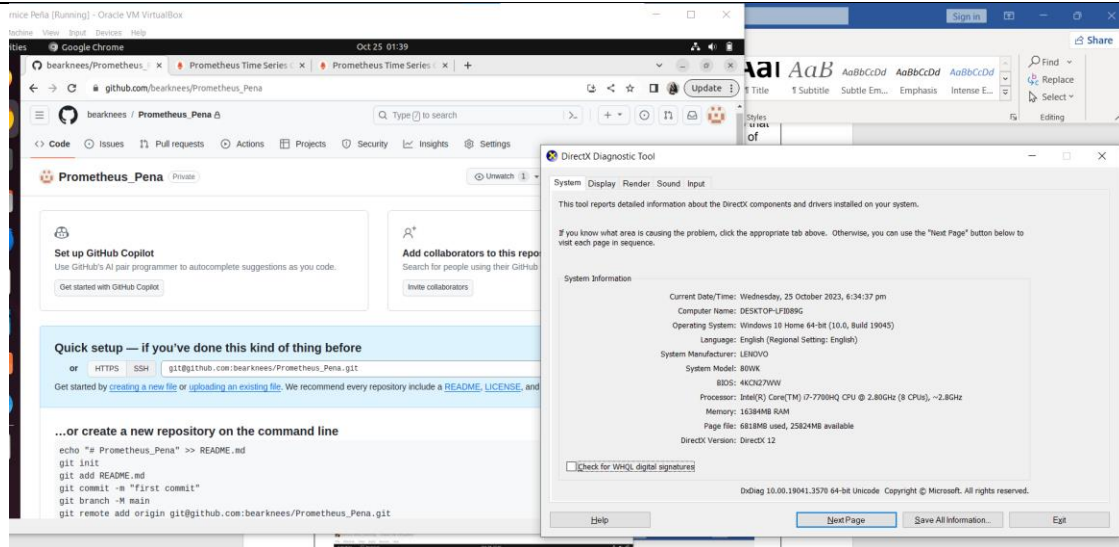 rnice Peña [Running] - Oracle VM VirtualBox
Machine View Input Devices Help
ities Google Chrome Oct 25 01:39
bearknees/Prometheus_ × Prometheus Time Series × Prometheus Time Series × +
github.com/bearknees/Prometheus_Pena Update
bearknees / Prometheus_Pena Type / to search
Code Issues Pull requests Actions Projects Security Insights Settings
Prometheus_Pena Private Unwatch 1
Set up GitHub Copilot
Use GitHub's AI pair programmer to autocomplete suggestions as you code.
Get started with GitHub Copilot
Add collaborators to this repo
Search for people using their GitHub
Invite collaborators
Quick setup — if you've done this kind of thing before
or HTTPS SSH git@github.com:bearknees/Prometheus_Pena.git
Get started by creating a new file or uploading an existing file. We recommend every repository include a README, LICENSE, and
...or create a new repository on the command line
echo "# Prometheus_Pena" >> README.md
git init
git add README.md
git commit -m "first commit"
git branch -M main
git remote add origin git@github.com:bearknees/Prometheus_Pena.git
Sign in
Share
AaB AaBbCcDd AaBbCcDd AaBbCcDd
¶ Title ¶ Subtitle Subtle Em... Emphasis Intense E...
Find
Replace
Select
Styles Editing
of
DirectX Diagnostic Tool
System Display Render Sound Input
This tool reports detailed information about the DirectX components and drivers installed on your system.
If you know what area is causing the problem, click the appropriate tab above. Otherwise, you can use the "Next Page" button below to
visit each page in sequence.
System Information
Current Date/Time: Wednesday, 25 October 2023, 6:34:37 pm
Computer Name: DESKTOP-LFI089G
Operating System: Windows 10 Home 64-bit (10.0, Build 19045)
Language: English (Regional Setting: English)
System Manufacturer: LENOVO
System Model: 80WK
BIOS: 4KCN27WW
Processor: Intel(R) Core(TM) i7-7700HQ CPU @ 2.80GHz (8 CPUs), ~2.8GHz
Memory: 16384MB RAM
Page file: 6818MB used, 25824MB available
DirectX Version: DirectX 12
Check for WHQL digital signatures
DxDiag 10.00.19041.3570 64-bit Unicode Copyright © Microsoft. All rights reserved.
Help Next Page Save All Information... Exit